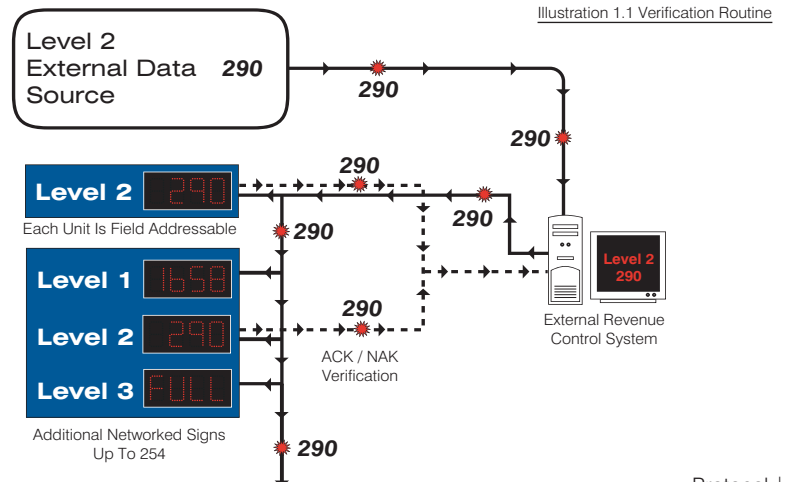 Illustration 1.1 Verification Routine
Level 2
External Data 290
Source
290
290
290
Level 2 290
290
Each Unit Is Field Addressable
290
Level 1 1658
Level 2
290
Level 2 290
290
External Revenue
Control System
ACK / NAK
Verification
Level 3 FULL
Additional Networked Signs
Up To 254
290
Protocol |